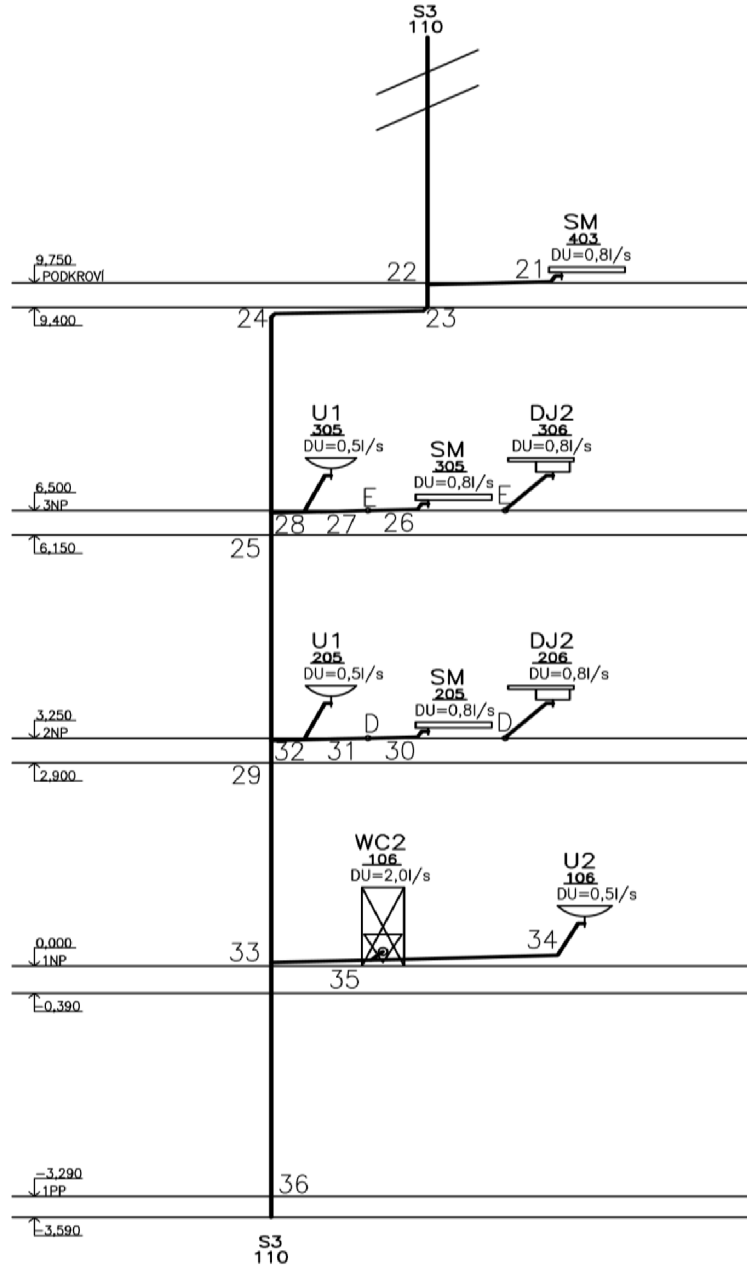 S3
110
SM
403
DU=0,8l/s
9,750
PODKROVÍ
22
21
9,400
24
23
U1
305
DU=0,5l/s
SM
305
DU=0,8l/s
DJ2
306
DU=0,8l/s
6,500
3NP
E
E
28
27
26
6,150
25
U1
205
DU=0,5l/s
SM
205
DU=0,8l/s
DJ2
206
DU=0,8l/s
3,250
2NP
D
D
32
31
30
2,900
29
WC2
106
DU=2,0l/s
U2
106
DU=0,5l/s
0,000
1NP
33
34
35
-0,390
-3,290
1PP
36
-3,590
S3
110